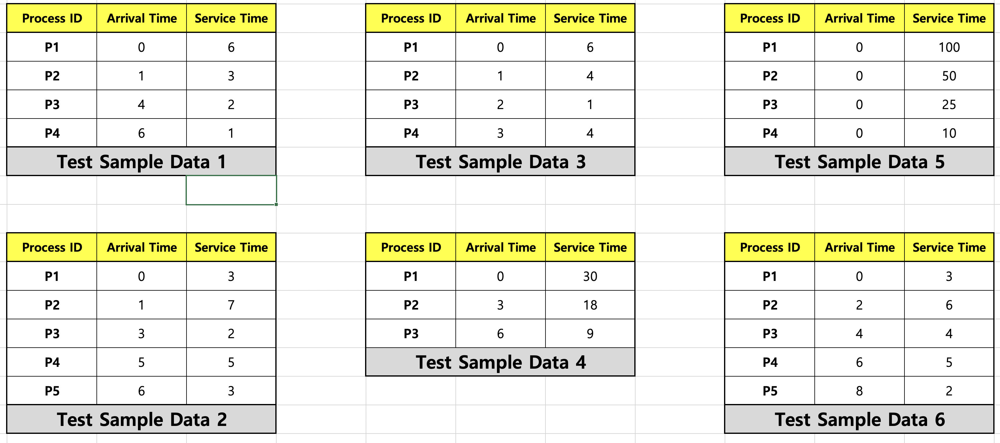 Process ID Arrival Time Service Time
P1 0 6
P2 1 3
P3 4 2
P4 6 1
Test Sample Data 1
Process ID Arrival Time Service Time
P1 0 6
P2 1 4
P3 2 1
P4 3 4
Test Sample Data 3
Process ID Arrival Time Service Time
P1 0 100
P2 0 50
P3 0 25
P4 0 10
Test Sample Data 5
Process ID Arrival Time Service Time
P1 0 3
P2 1 7
P3 3 2
P4 5 5
P5 6 3
Test Sample Data 2
Process ID Arrival Time Service Time
P1 0 30
P2 3 18
P3 6 9
Test Sample Data 4
Process ID Arrival Time Service Time
P1 0 3
P2 2 6
P3 4 4
P4 6 5
P5 8 2
Test Sample Data 6